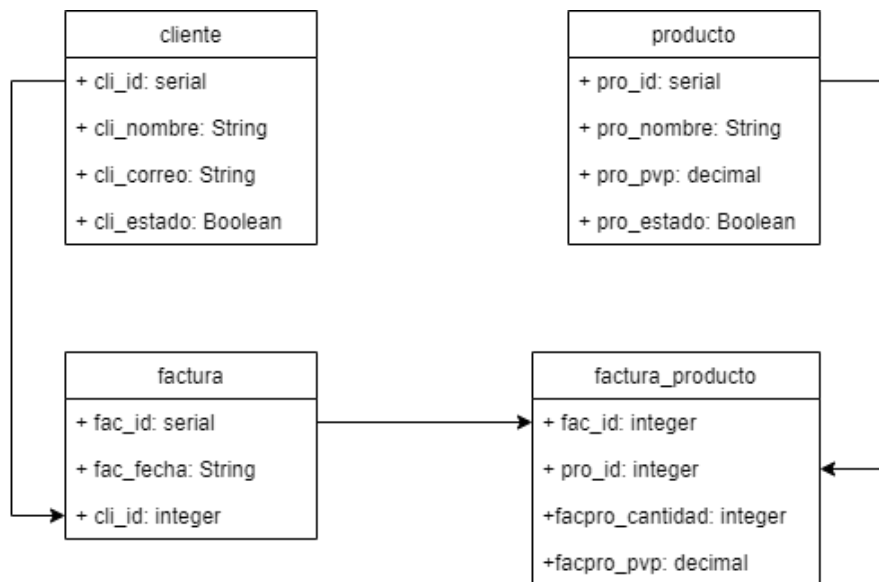 cliente
+ cli_id: serial
+ cli_nombre: String
+ cli_correo: String
+ cli_estado: Boolean
producto
+ pro_id: serial
+ pro_nombre: String
+ pro_pvp: decimal
+ pro_estado: Boolean
factura
+ fac_id: serial
+ fac_fecha: String
+ cli_id: integer
factura_producto
+ fac_id: integer
+ pro_id: integer
+facpro_cantidad: integer
+facpro_pvp: decimal